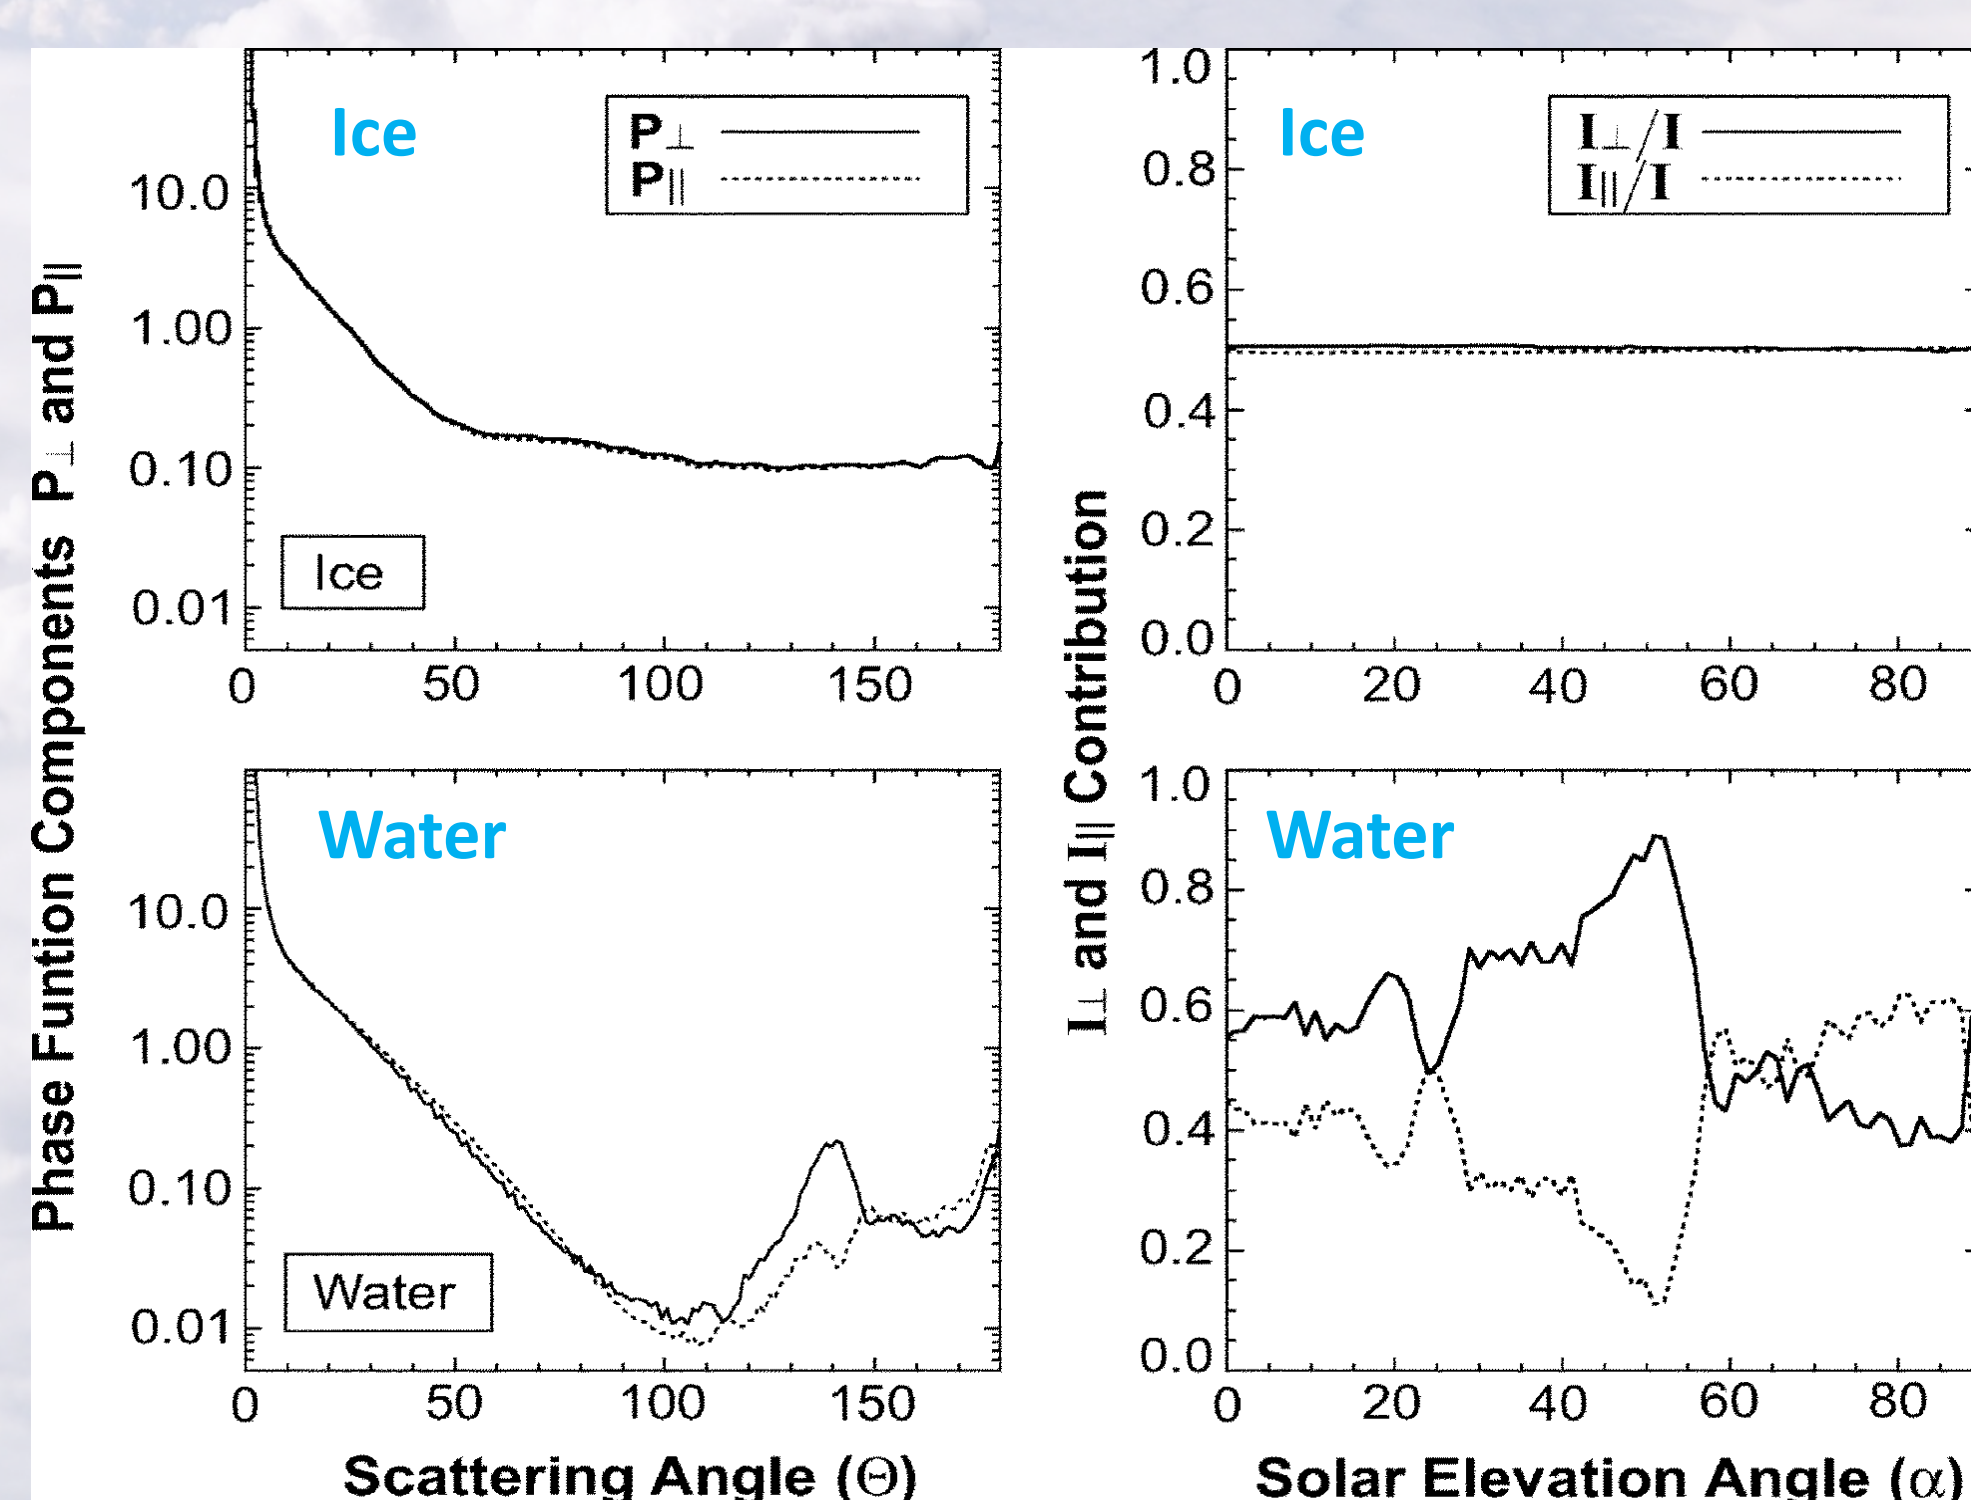 Phase Funtion Components P⊥ and P||
Ice
P⊥
P||
10.0
1.00
0.10
0.01
Ice
0
50
100
150
Water
10.0
1.00
0.10
0.01
Water
0
50
100
150
Scattering Angle (Θ)
I⊥ and I|| Contribution
Ice
I⊥/I
I||/I
1.0
0.8
0.6
0.4
0.2
0.0
0
20
40
60
80
Water
1.0
0.8
0.6
0.4
0.2
0.0
0
20
40
60
80
Solar Elevation Angle (α)